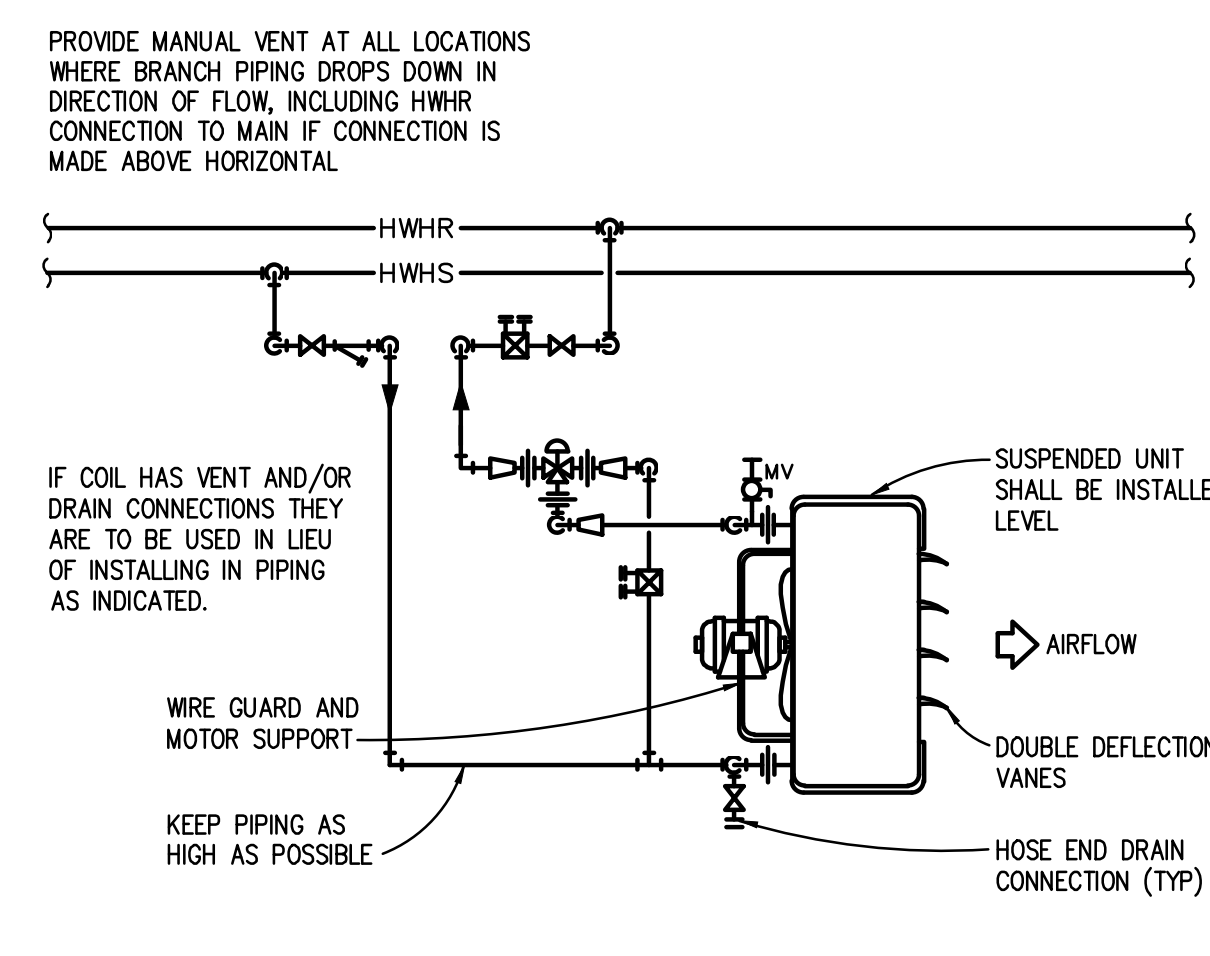 PROVIDE MANUAL VENT AT ALL LOCATIONS
WHERE BRANCH PIPING DROPS DOWN IN
DIRECTION OF FLOW, INCLUDING HWHR
CONNECTION TO MAIN IF CONNECTION IS
MADE ABOVE HORIZONTAL
HWHR
HWHS
IF COIL HAS VENT AND/OR
DRAIN CONNECTIONS THEY
ARE TO BE USED IN LIEU
OF INSTALLING IN PIPING
AS INDICATED.
MV
SUSPENDED UNIT
SHALL BE INSTALLE
LEVEL
AIRFLOW
WIRE GUARD AND
MOTOR SUPPORT
DOUBLE DEFLECTION
VANES
KEEP PIPING AS
HIGH AS POSSIBLE
HOSE END DRAIN
CONNECTION (TYP)